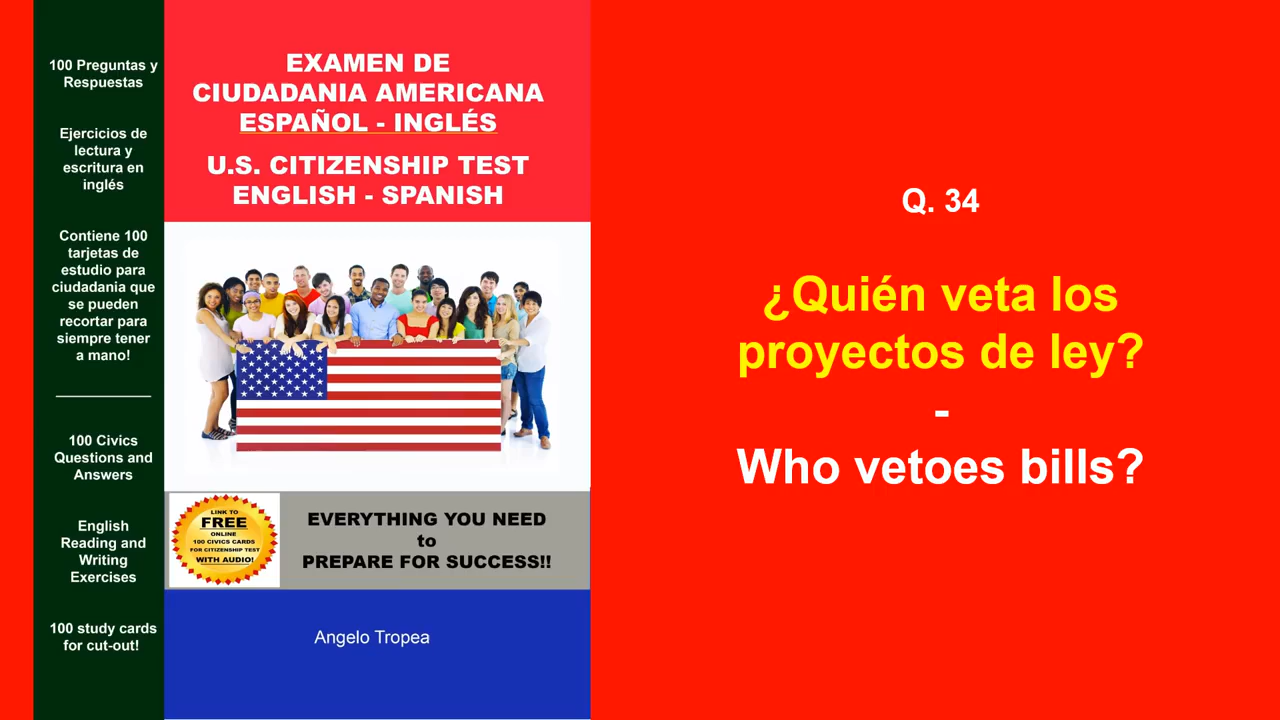 100 Preguntas y
Respuestas
Ejercicios de
lectura y
escritura en
inglés
Contiene 100
tarjetas de
estudio para
ciudadania que
se pueden
recortar para
siempre tener
a mano!
100 Civics
Questions and
Answers
English
Reading and
Writing
Exercises
100 study cards
for cut-out!
EXAMEN DE
CIUDADANIA AMERICANA
ESPAÑOL - INGLÉS
U.S. CITIZENSHIP TEST
ENGLISH - SPANISH
LINK TO
FREE
ONLINE
100 CIVICS CARDS
FOR CITIZENSHIP TEST
WITH AUDIO!
EVERYTHING YOU NEED
to
PREPARE FOR SUCCESS!!
Angelo Tropea
Q. 34
¿Quién veta los
proyectos de ley?
-
Who vetoes bills?